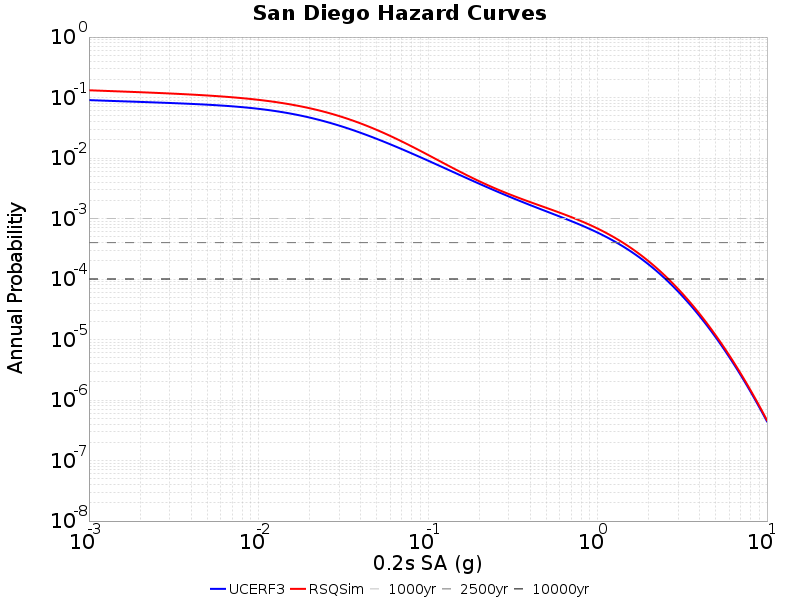 San Diego Hazard Curves
10^0
10^-1
10^-2
10^-3
10^-4
10^-5
10^-6
10^-7
10^-8
Annual Probabilitiy
10^-3 10^-2 10^-1 10^0 10^1
0.2s SA (g)
UCERF3 RSQSim 1000yr 2500yr 10000yr